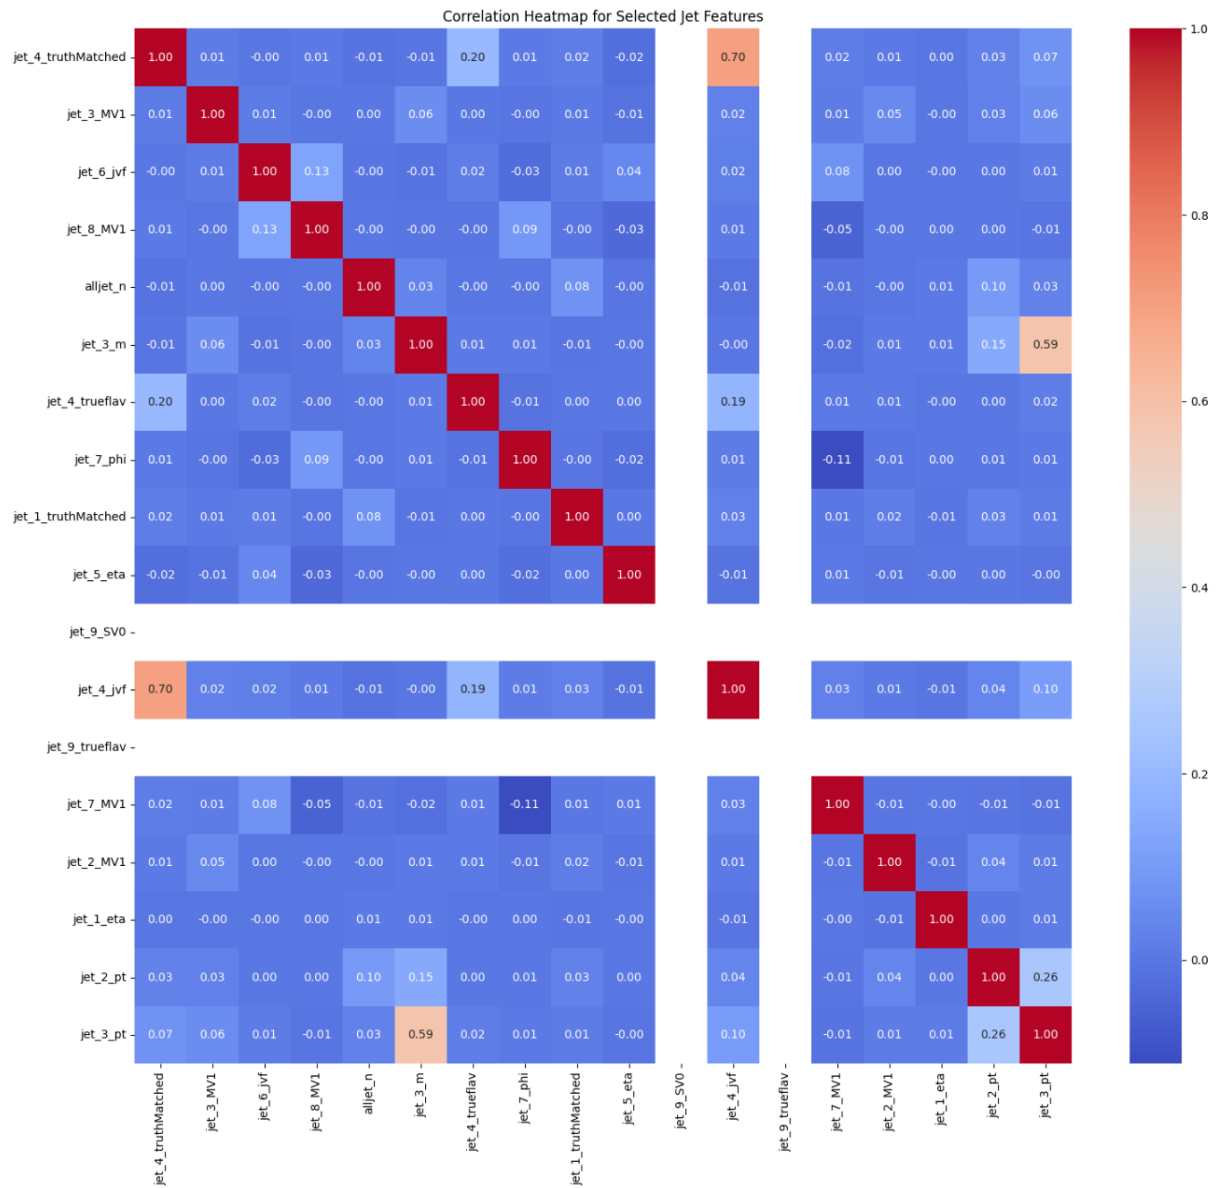 Correlation Heatmap for Selected Jet Features
jet_4_truthMatched 1.00 0.01 -0.00 0.01 -0.01 -0.01 0.20 0.01 0.02 -0.02 0.70 0.02 0.01 0.00 0.03 0.07
jet_3_MV1 0.01 1.00 0.01 -0.00 0.00 0.06 0.00 -0.00 0.01 -0.01 0.02 0.01 0.05 -0.00 0.03 0.06
jet_6_jvf -0.00 0.01 1.00 0.13 -0.00 -0.01 0.02 -0.03 0.01 0.04 0.02 0.08 0.00 -0.00 0.00 0.01
jet_8_MV1 0.01 -0.00 0.13 1.00 -0.00 -0.00 -0.00 0.09 -0.00 -0.03 0.01 -0.05 -0.00 0.00 0.00 -0.01
alljet_n -0.01 0.00 -0.00 -0.00 1.00 0.03 -0.00 -0.00 0.08 -0.00 -0.01 -0.01 -0.00 0.01 0.10 0.03
jet_3_m -0.01 0.06 -0.01 -0.00 0.03 1.00 0.01 0.01 -0.01 -0.00 -0.00 -0.02 0.01 0.01 0.15 0.59
jet_4_trueflav 0.20 0.00 0.02 -0.00 -0.00 0.01 1.00 -0.01 0.00 0.00 0.19 0.01 0.01 -0.00 0.00 0.02
jet_7_phi 0.01 -0.00 -0.03 0.09 -0.00 0.01 -0.01 1.00 -0.00 -0.02 0.01 -0.11 -0.01 0.00 0.01 0.01
jet_1_truthMatched 0.02 0.01 0.01 -0.00 0.08 -0.01 0.00 -0.00 1.00 0.00 0.03 0.01 0.02 -0.01 0.03 0.01
jet_5_eta -0.02 -0.01 0.04 -0.03 -0.00 -0.00 0.00 -0.02 0.00 1.00 -0.01 0.01 -0.01 -0.00 0.00 -0.00
jet_9_SV0
jet_4_jvf 0.70 0.02 0.02 0.01 -0.01 -0.00 0.19 0.01 0.03 -0.01 1.00 0.03 0.01 -0.01 0.04 0.10
jet_9_trueflav
jet_7_MV1 0.02 0.01 0.08 -0.05 -0.01 -0.02 0.01 -0.11 0.01 0.01 0.03 1.00 -0.01 -0.00 -0.01 -0.01
jet_2_MV1 0.01 0.05 0.00 -0.00 -0.00 0.01 0.01 -0.01 0.02 -0.01 0.01 -0.01 1.00 -0.01 0.04 0.01
jet_1_eta 0.00 -0.00 -0.00 0.00 0.01 0.01 -0.00 0.00 -0.01 -0.00 -0.01 -0.00 -0.01 1.00 0.00 0.01
jet_2_pt 0.03 0.03 0.00 0.00 0.10 0.15 0.00 0.01 0.03 0.00 0.04 -0.01 0.04 0.00 1.00 0.26
jet_3_pt 0.07 0.06 0.01 -0.01 0.03 0.59 0.02 0.01 0.01 -0.00 0.10 -0.01 0.01 0.01 0.26 1.00
jet_4_truthMatched
jet_3_MV1
jet_6_jvf
jet_8_MV1
alljet_n
jet_3_m
jet_4_trueflav
jet_7_phi
jet_1_truthMatched
jet_5_eta
jet_9_SV0
jet_4_jvf
jet_9_trueflav
jet_7_MV1
jet_2_MV1
jet_1_eta
jet_2_pt
jet_3_pt
1.0
0.8
0.6
0.4
0.2
0.0